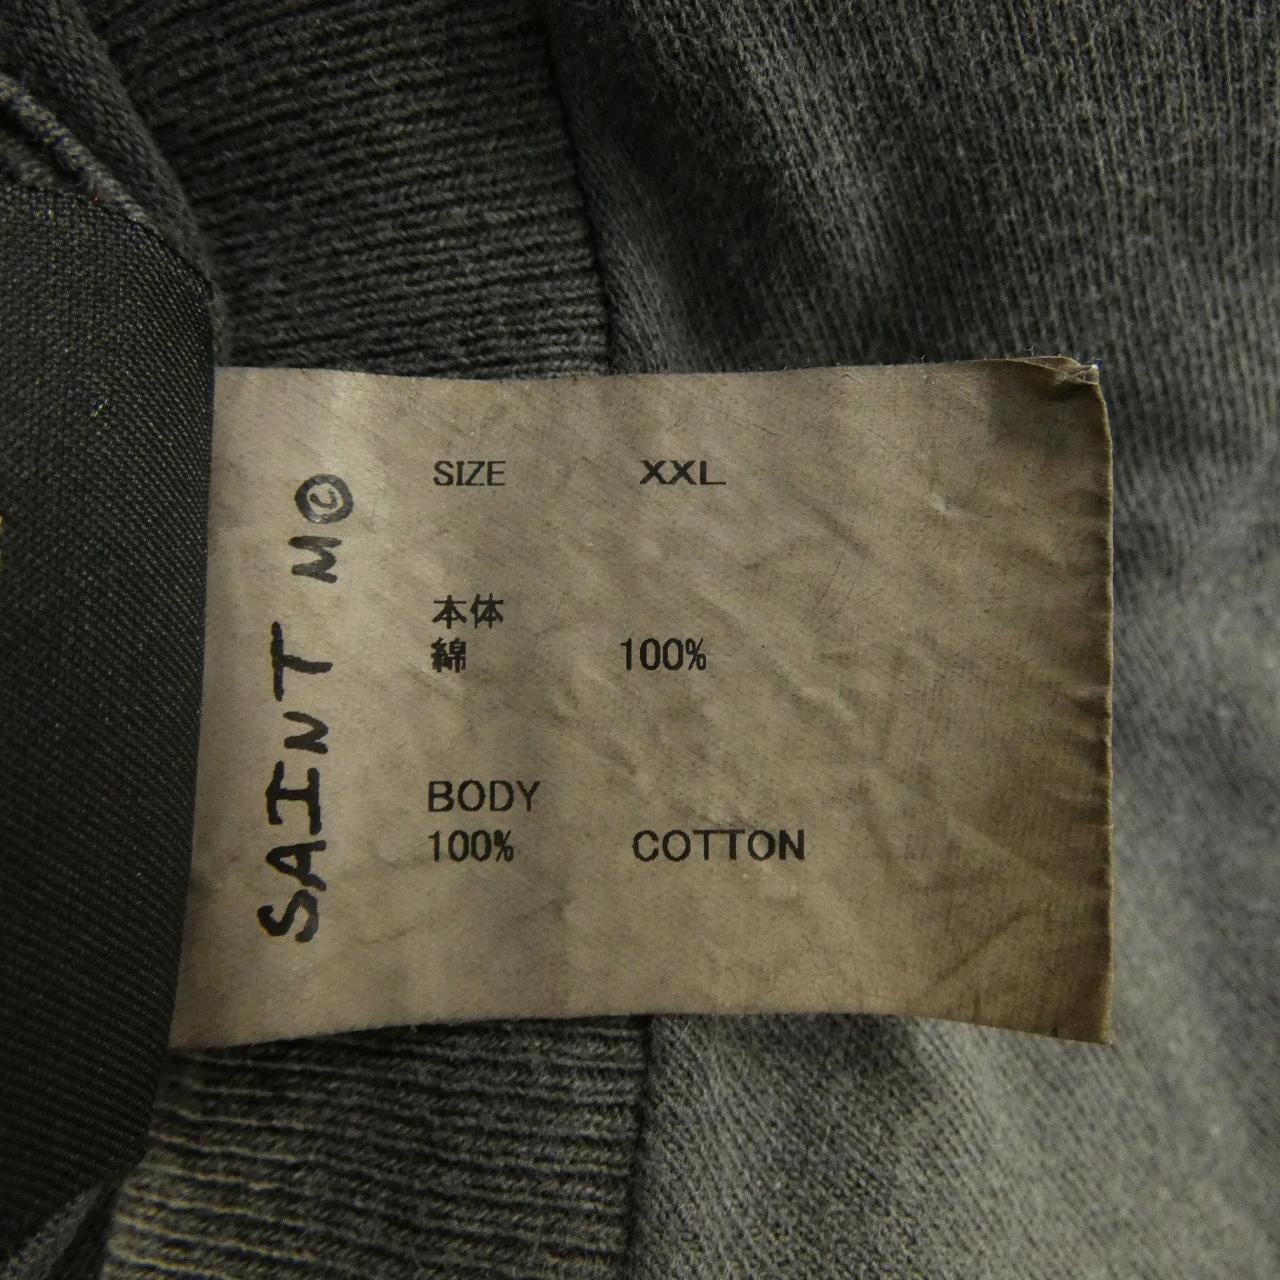 SAINT M©
SIZE XXL
本体
綿 100%
BODY
100% COTTON